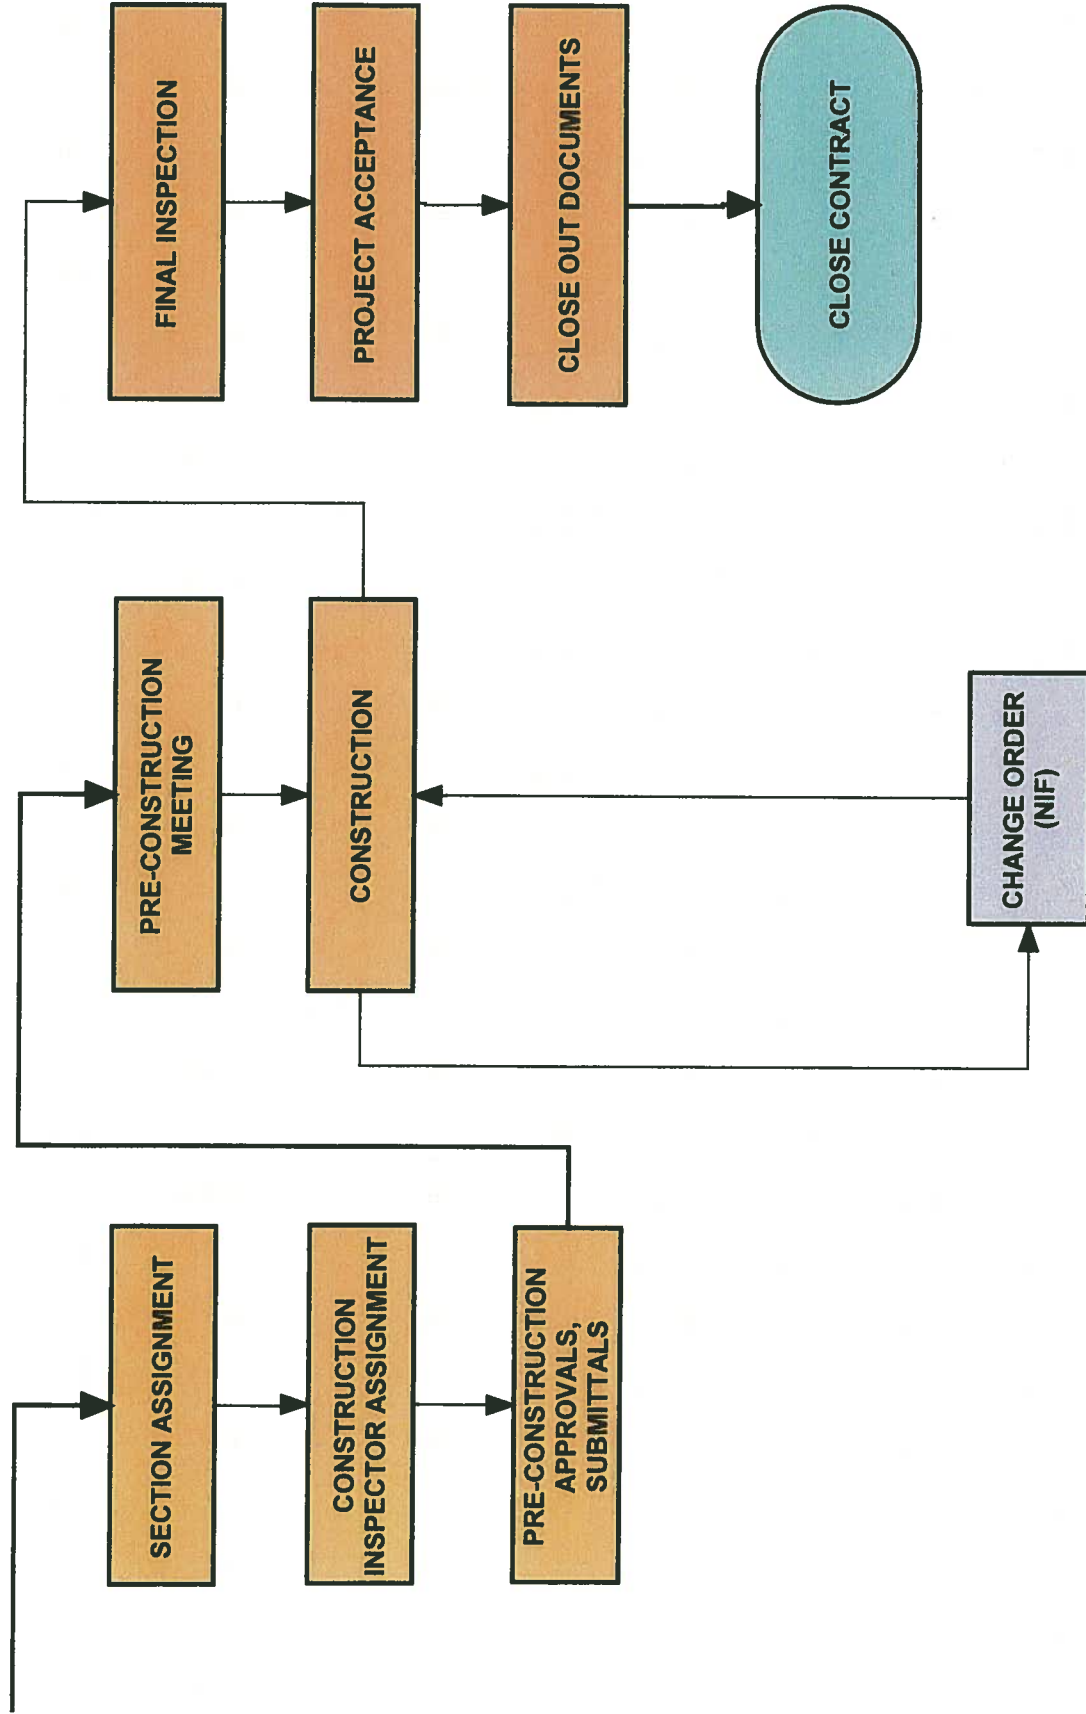 SECTION ASSIGNMENT
CONSTRUCTION
INSPECTOR ASSIGNMENT
PRE-CONSTRUCTION
APPROVALS,
SUBMITTALS
PRE-CONSTRUCTION
MEETING
CONSTRUCTION
CHANGE ORDER
(NIF)
FINAL INSPECTION
PROJECT ACCEPTANCE
CLOSE OUT DOCUMENTS
CLOSE CONTRACT